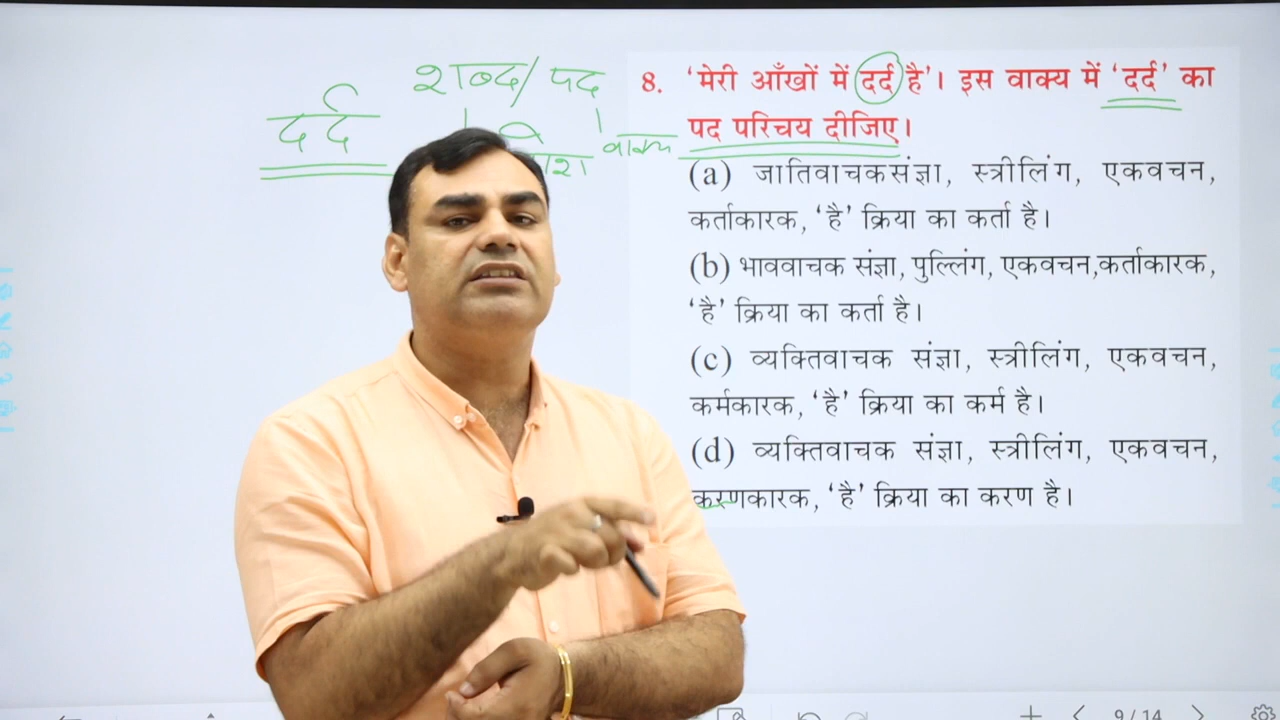 शब्द/पद
दर्द
वाक्य
8. 'मेरी आँखों में दर्द है'। इस वाक्य में 'दर्द' का
पद परिचय दीजिए।
(a) जातिवाचकसंज्ञा, स्त्रीलिंग, एकवचन,
कर्ताकारक, 'है' क्रिया का कर्ता है।
(b) भाववाचक संज्ञा, पुल्लिंग, एकवचन,कर्ताकारक,
'है' क्रिया का कर्ता है।
(c) व्यक्तिवाचक संज्ञा, स्त्रीलिंग, एकवचन,
कर्मकारक, 'है' क्रिया का कर्म है।
(d) व्यक्तिवाचक संज्ञा, स्त्रीलिंग, एकवचन,
करणकारक, 'है' क्रिया का करण है।
9/14